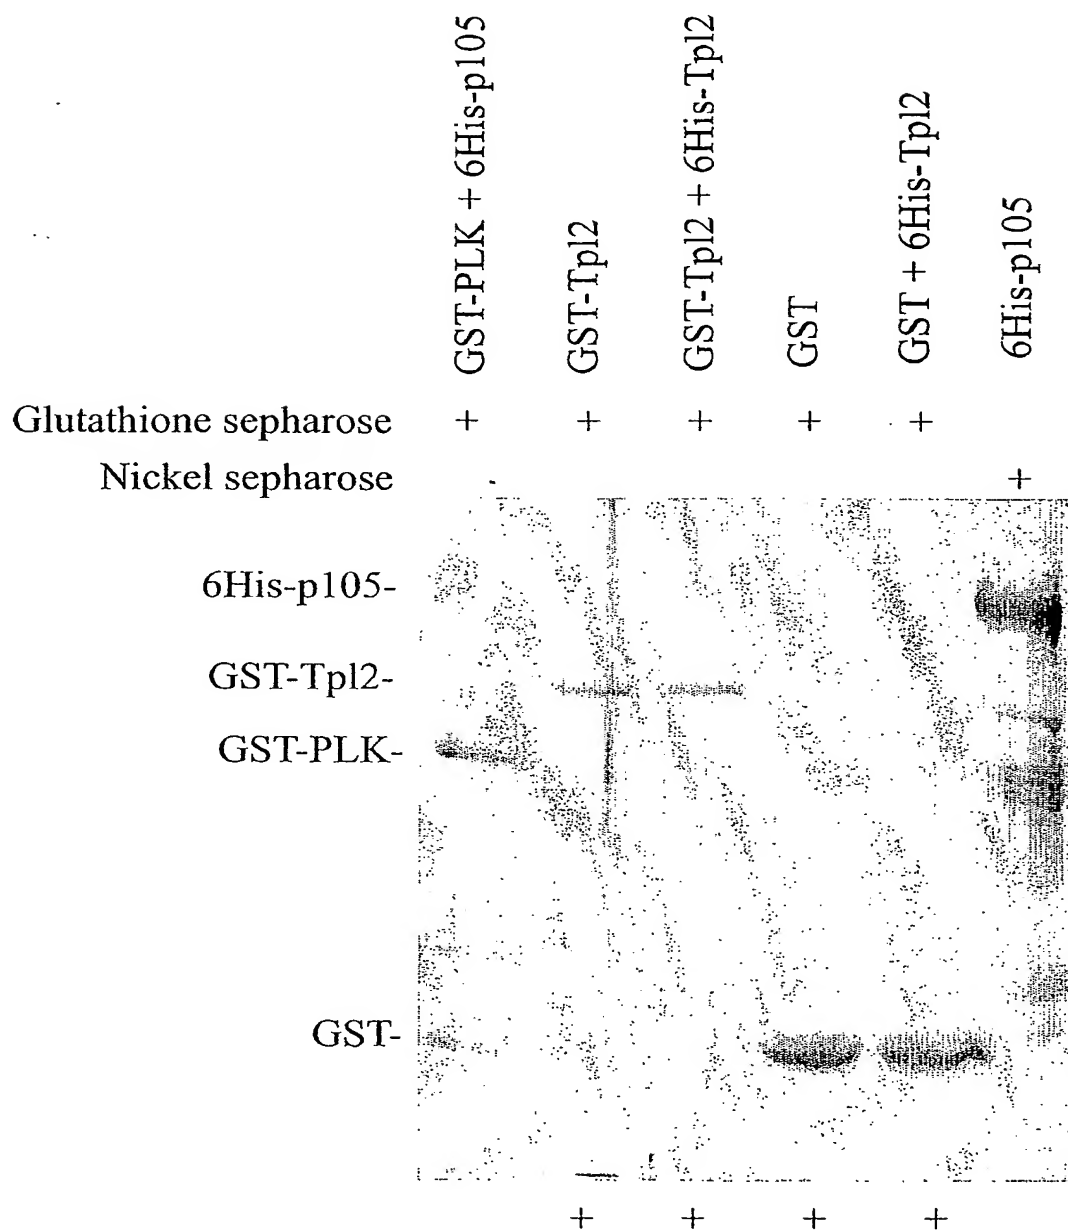 GST-PLK + 6His-p105
GST-Tpl2
GST-Tpl2 + 6His-Tpl2
GST
GST + 6His-Tpl2
6His-p105
Glutathione sepharose + + + + +
Nickel sepharose +
6His-p105-
GST-Tpl2-
GST-PLK-
GST-
+ + + +